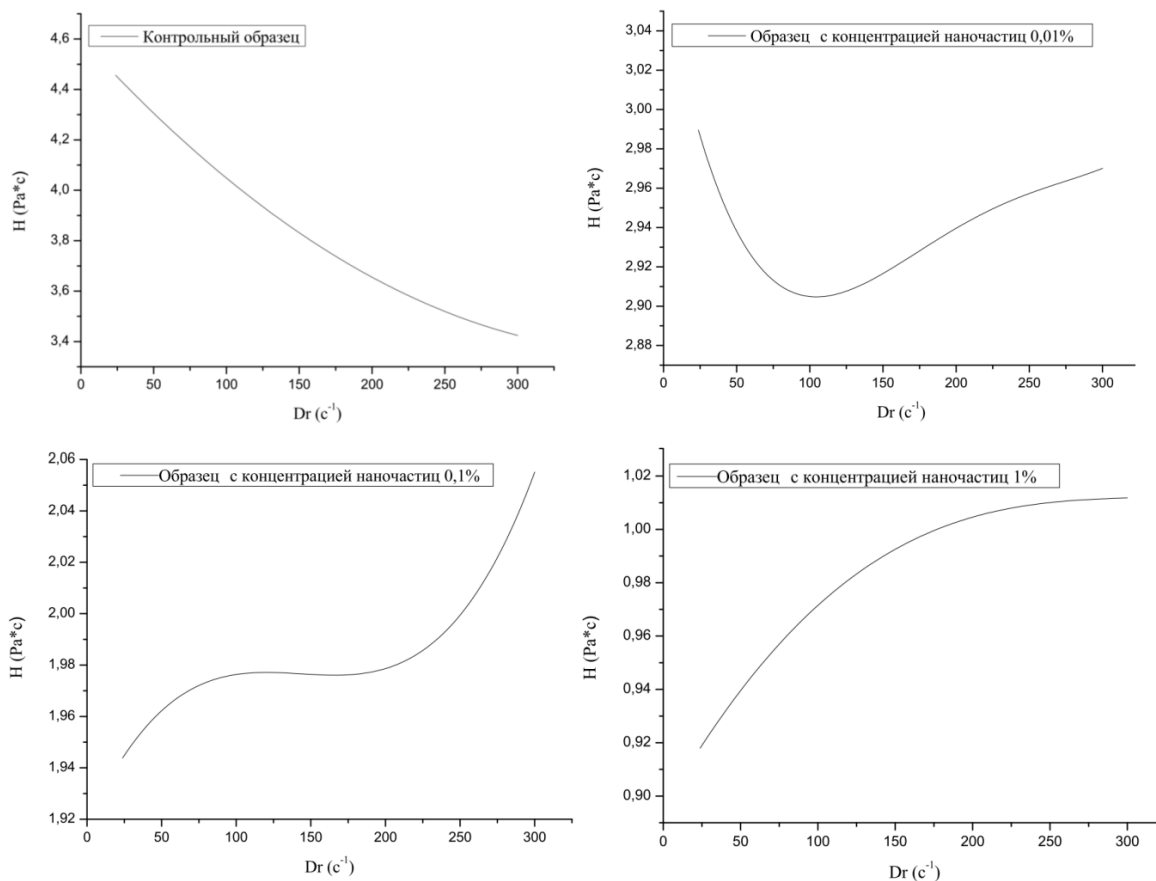 Контрольный образец
4,6
4,4
4,2
4,0
3,8
3,6
3,4
H (Pa*c)
0 50 100 150 200 250 300
Dr (c⁻¹)
Образец с концентрацией наночастиц 0,01%
3,04
3,02
3,00
2,98
2,96
2,94
2,92
2,90
2,88
H (Pa*c)
0 50 100 150 200 250 300
Dr (c⁻¹)
Образец с концентрацией наночастиц 0,1%
2,06
2,04
2,02
2,00
1,98
1,96
1,94
1,92
H (Pa*c)
0 50 100 150 200 250 300
Dr (c⁻¹)
Образец с концентрацией наночастиц 1%
1,02
1,00
0,98
0,96
0,94
0,92
0,90
H (Pa*c)
0 50 100 150 200 250 300
Dr (c⁻¹)